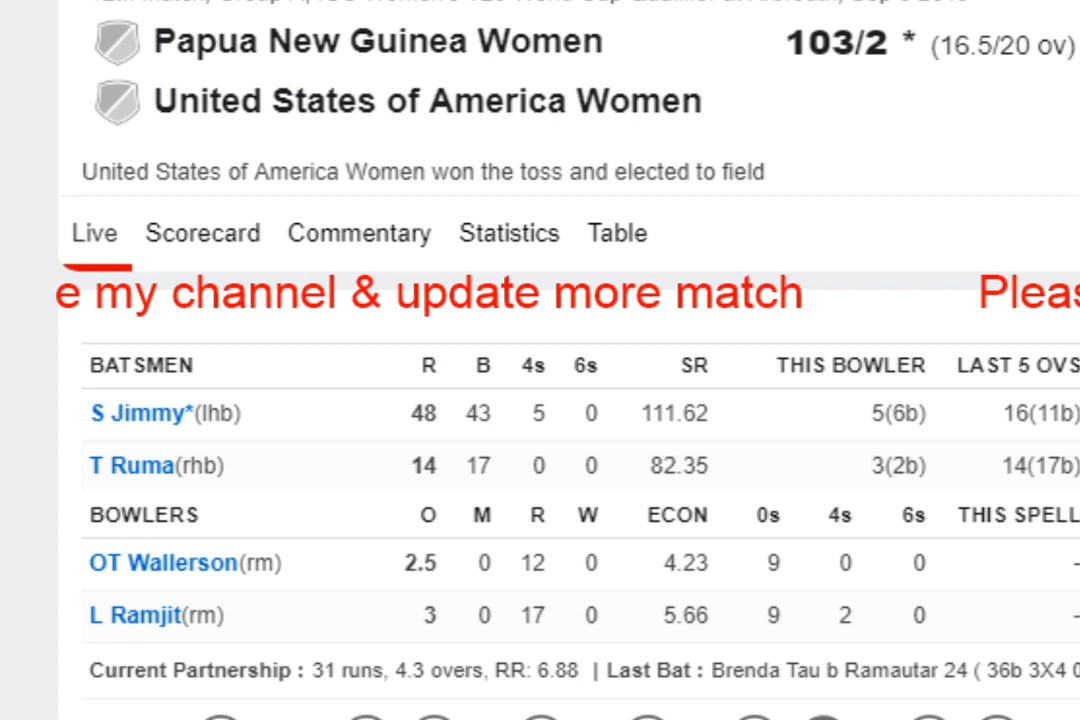 Papua New Guinea Women 103/2 * (16.5/20 ov)
United States of America Women
United States of America Women won the toss and elected to field
Live Scorecard Commentary Statistics Table
e my channel & update more match Pleas
BATSMEN R B 4s 6s SR THIS BOWLER LAST 5 OVS
S Jimmy*(lhb) 48 43 5 0 111.62 5(6b) 16(11b)
T Ruma(rhb) 14 17 0 0 82.35 3(2b) 14(17b)
BOWLERS O M R W ECON 0s 4s 6s THIS SPELL
OT Wallerson(rm) 2.5 0 12 0 4.23 9 0 0 -
L Ramjit(rm) 3 0 17 0 5.66 9 2 0 -
Current Partnership : 31 runs, 4.3 overs, RR: 6.88 | Last Bat : Brenda Tau b Ramautar 24 ( 36b 3X4 0